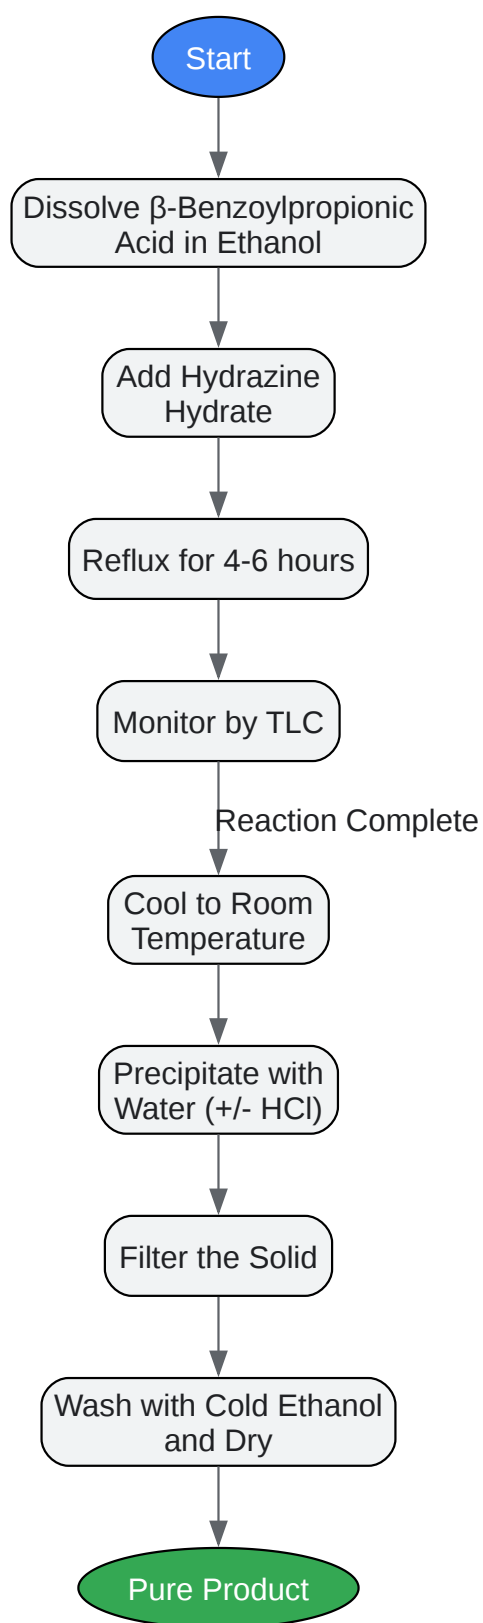 Start
Dissolve β-Benzoylpropionic
Acid in Ethanol
Add Hydrazine
Hydrate
Reflux for 4-6 hours
Monitor by TLC
Reaction Complete
Cool to Room
Temperature
Precipitate with
Water (+/- HCl)
Filter the Solid
Wash with Cold Ethanol
and Dry
Pure Product